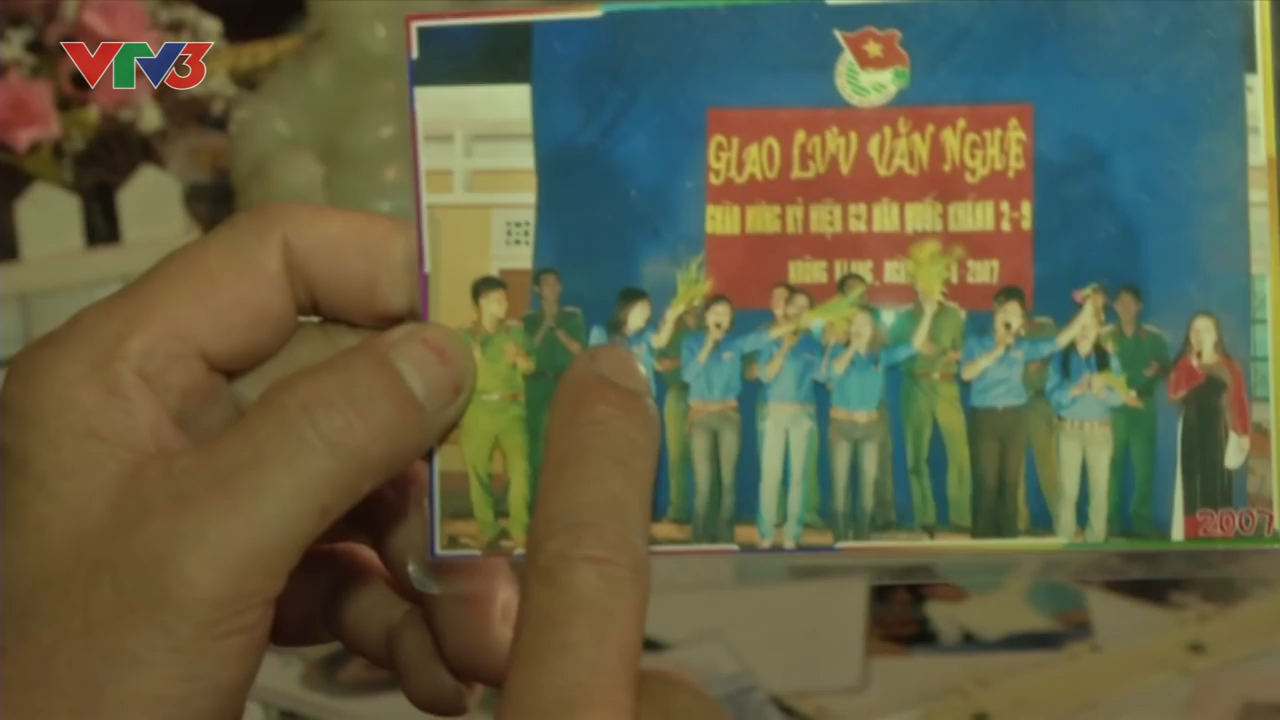 VTV3
GIAO LƯU VĂN NGHỆ
CHÀO MỪNG KỶ NIỆM 62 NĂM QUỐC KHÁNH 2-9
2007
2007